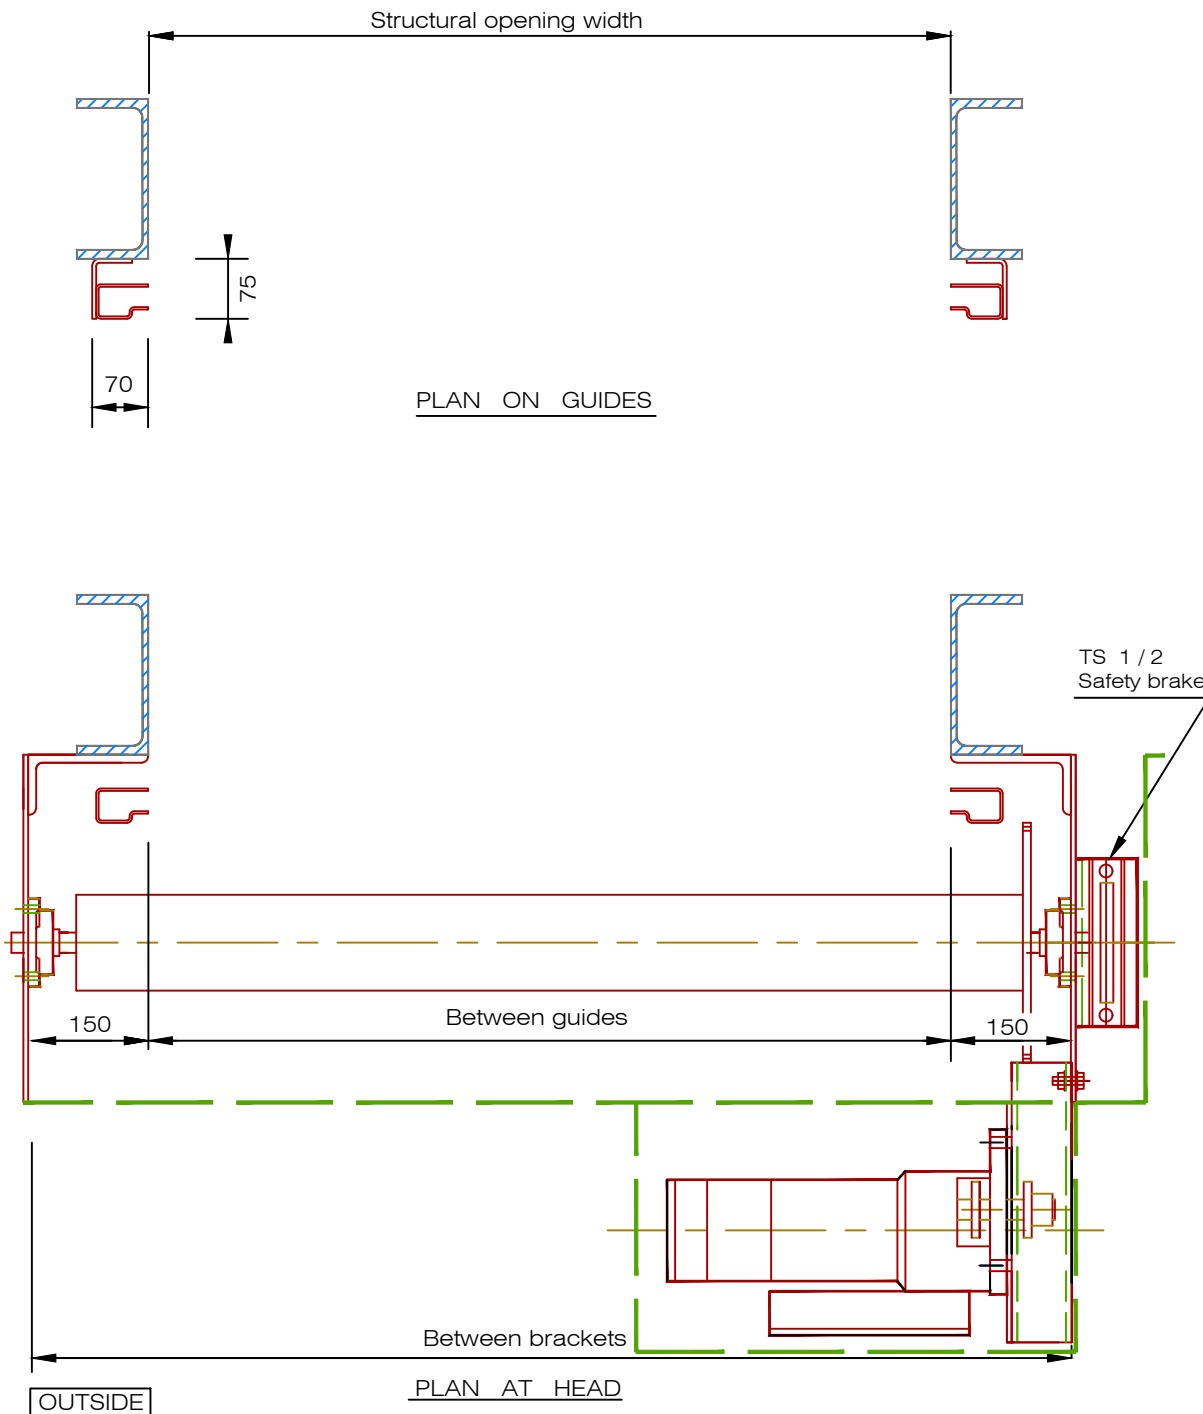 Structural opening width
75
70
PLAN ON GUIDES
TS 1 / 2
Safety brake
150
Between guides
150
Between brackets
PLAN AT HEAD
OUTSIDE